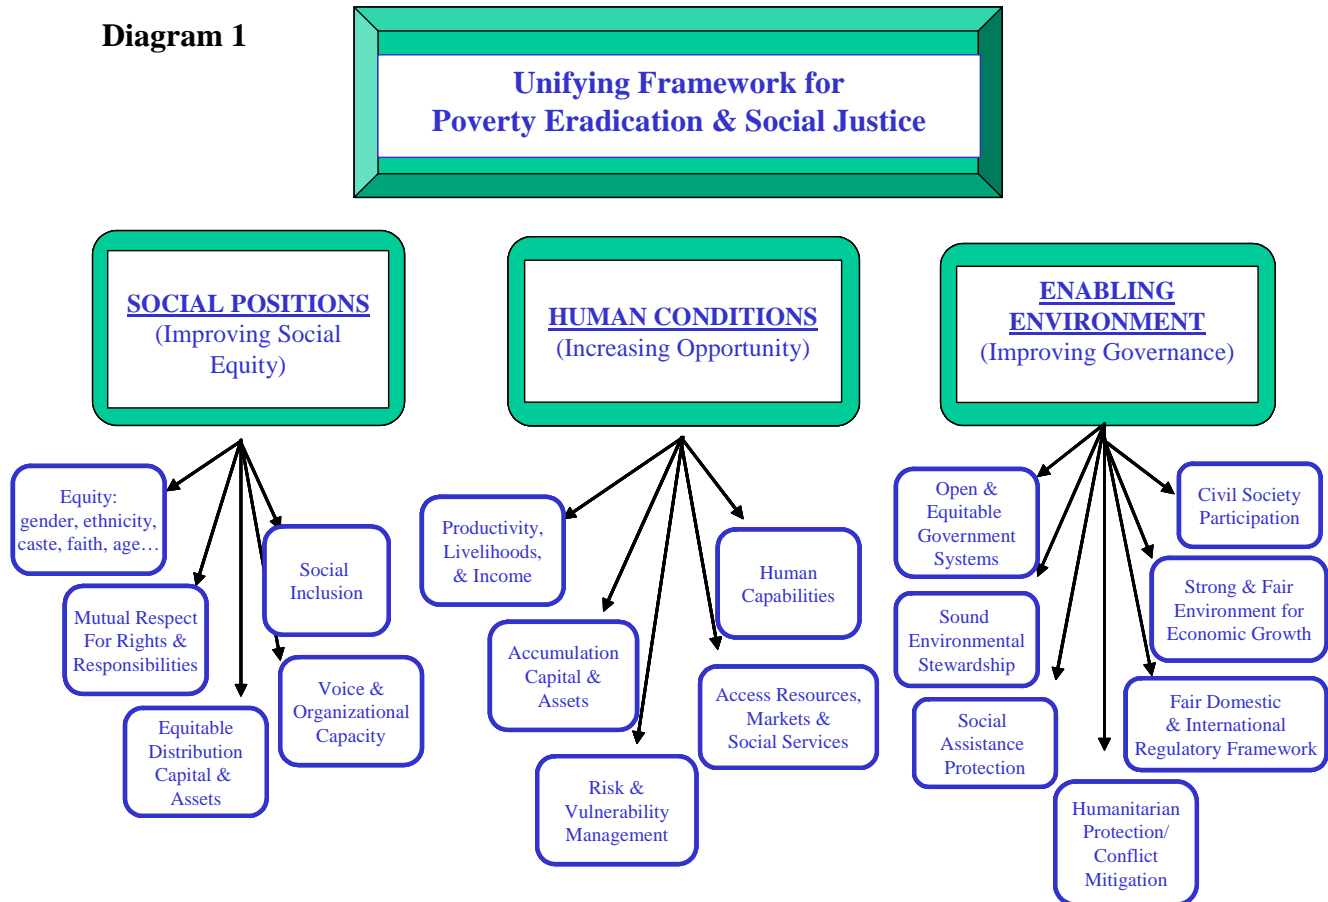 Diagram 1
Unifying Framework for
Poverty Eradication & Social Justice
SOCIAL POSITIONS
(Improving Social
Equity)
HUMAN CONDITIONS
(Increasing Opportunity)
ENABLING
ENVIRONMENT
(Improving Governance)
Equity:
gender, ethnicity,
caste, faith, age…
Mutual Respect
For Rights &
Responsibilities
Equitable
Distribution
Capital &
Assets
Voice &
Organizational
Capacity
Social
Inclusion
Productivity,
Livelihoods,
& Income
Accumulation
Capital &
Assets
Risk &
Vulnerability
Management
Access Resources,
Markets &
Social Services
Human
Capabilities
Open &
Equitable
Government
Systems
Sound
Environmental
Stewardship
Social
Assistance
Protection
Humanitarian
Protection/
Conflict
Mitigation
Fair Domestic
& International
Regulatory Framework
Strong & Fair
Environment for
Economic Growth
Civil Society
Participation